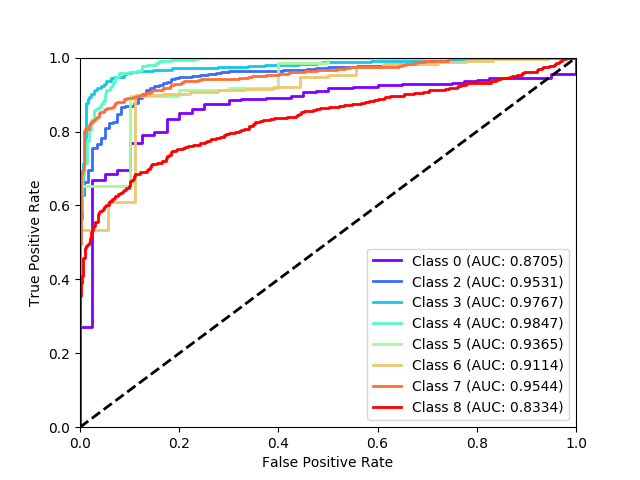 1.0
0.8
0.6
0.4
0.2
0.0
True Positive Rate
0.0 0.2 0.4 0.6 0.8 1.0
False Positive Rate
Class 0 (AUC: 0.8705)
Class 2 (AUC: 0.9531)
Class 3 (AUC: 0.9767)
Class 4 (AUC: 0.9847)
Class 5 (AUC: 0.9365)
Class 6 (AUC: 0.9114)
Class 7 (AUC: 0.9544)
Class 8 (AUC: 0.8334)